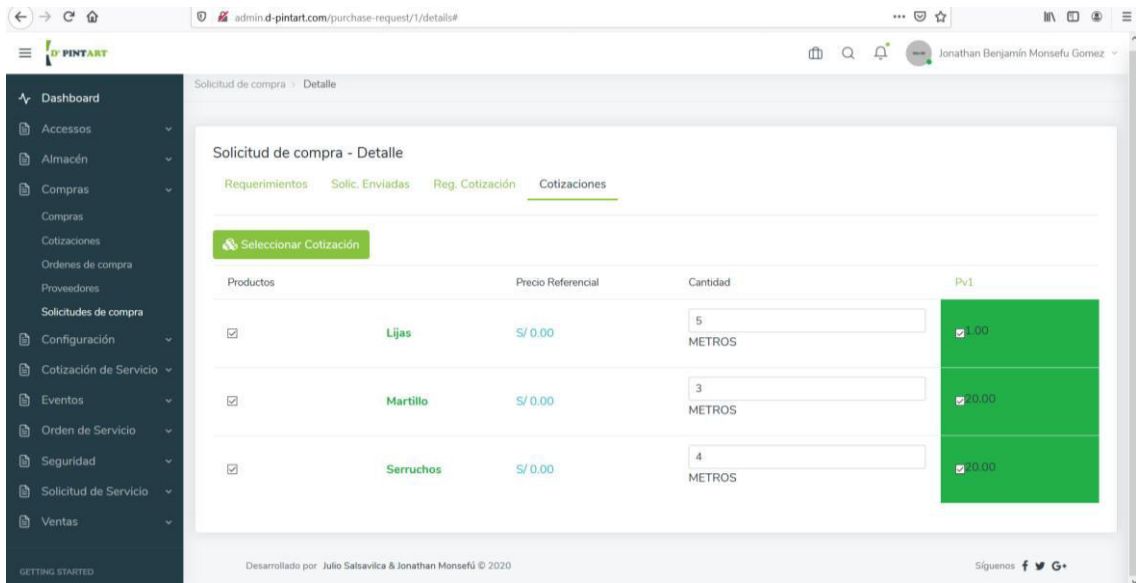 admin.d-pintart.com/purchase-request/1/details#
D' PINTART
Jonathan Benjamín Monsefu Gomez
Dashboard
Accessos
Almacén
Compras
Compras
Cotizaciones
Ordenes de compra
Proveedores
Solicitudes de compra
Configuración
Cotización de Servicio
Eventos
Orden de Servicio
Seguridad
Solicitud de Servicio
Ventas
GETTING STARTED
Solicitud de compra > Detalle
Solicitud de compra - Detalle
Requerimientos Solic. Enviadas Reg. Cotización Cotizaciones
Seleccionar Cotización
Productos Precio Referencial Cantidad Pv1
Lijas S/ 0.00 5 METROS 1.00
Martillo S/ 0.00 3 METROS 20.00
Serruchos S/ 0.00 4 METROS 20.00
Desarrollado por Julio Salsavilca & Jonathan Monsefú © 2020
Síguenos f G+